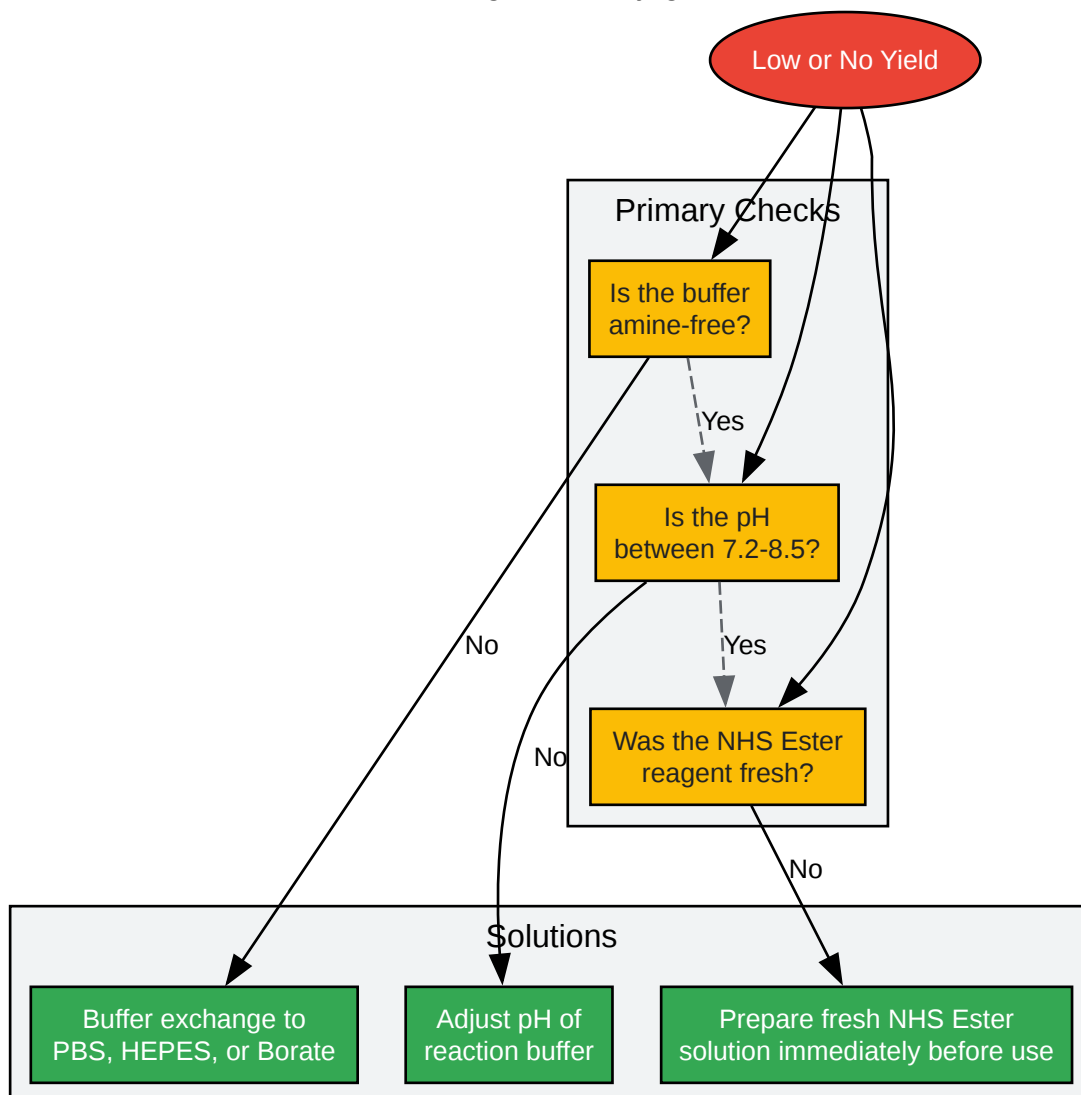 Low or No Yield
Primary Checks
Is the buffer
amine-free?
Yes
Is the pH
between 7.2-8.5?
No
Yes
Was the NHS Ester
reagent fresh?
No
No
Solutions
Buffer exchange to
PBS, HEPES, or Borate
Adjust pH of
reaction buffer
Prepare fresh NHS Ester
solution immediately before use